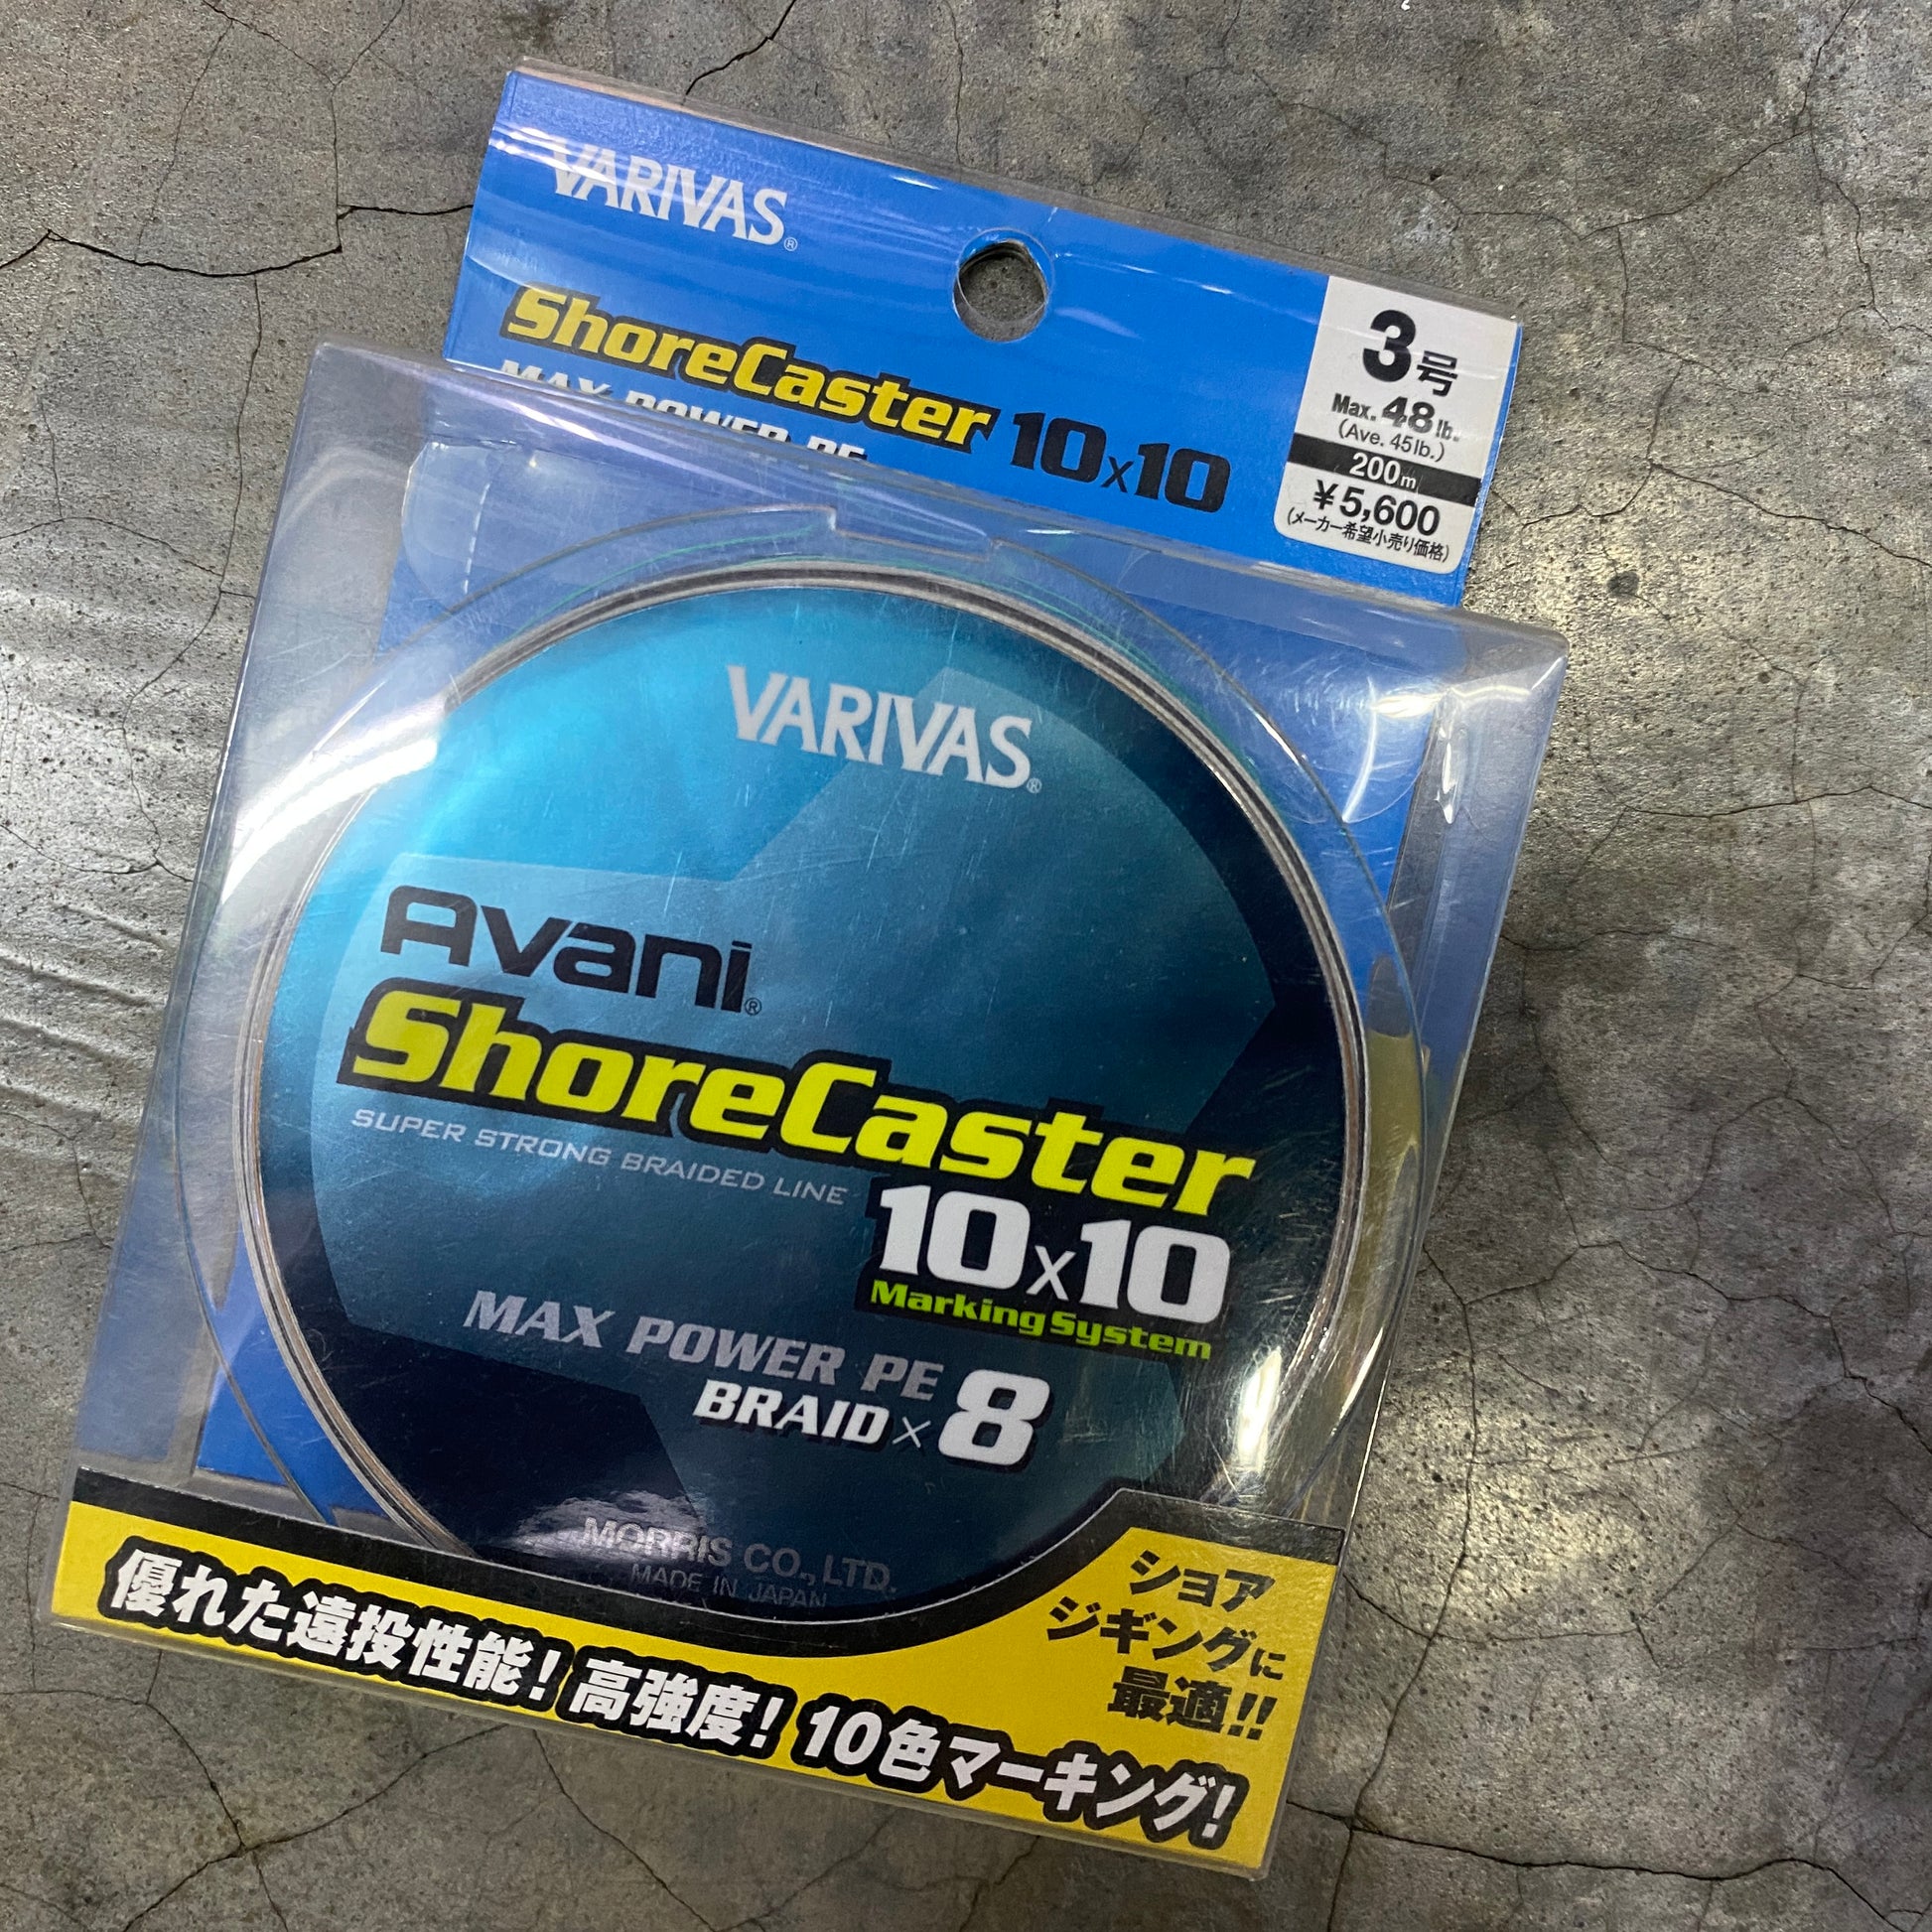 VARIVAS®
ShoreCaster 10x10
MAX POWER PE
3号
Max. 48lb.
(Ave. 45lb.)
200m
¥5,600
(メーカー希望小売り価格)
VARIVAS®
Avani®
ShoreCaster
SUPER STRONG BRAIDED LINE
10x10
Marking System
MAX POWER PE
BRAID×8
MORRIS CO., LTD.
MADE IN JAPAN
ショア
ジギングに
最適!!
優れた遠投性能! 高強度! 10色マーキング!